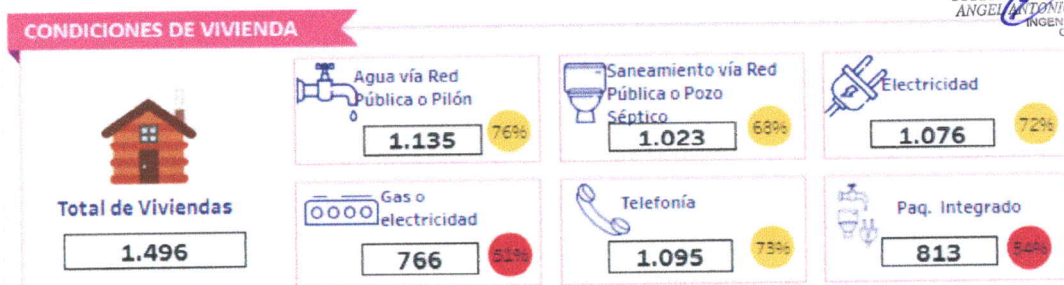 ANGEL ANTONIO
INGEN
CONDICIONES DE VIVIENDA
Total de Viviendas
1.496
Agua vía Red
Pública o Pilón
1.135
76%
Saneamiento vía Red
Pública o Pozo
Séptico
1.023
68%
Electricidad
1.076
72%
Gas o
electricidad
766
51%
Telefonía
1.095
73%
Paq. Integrado
813
54%